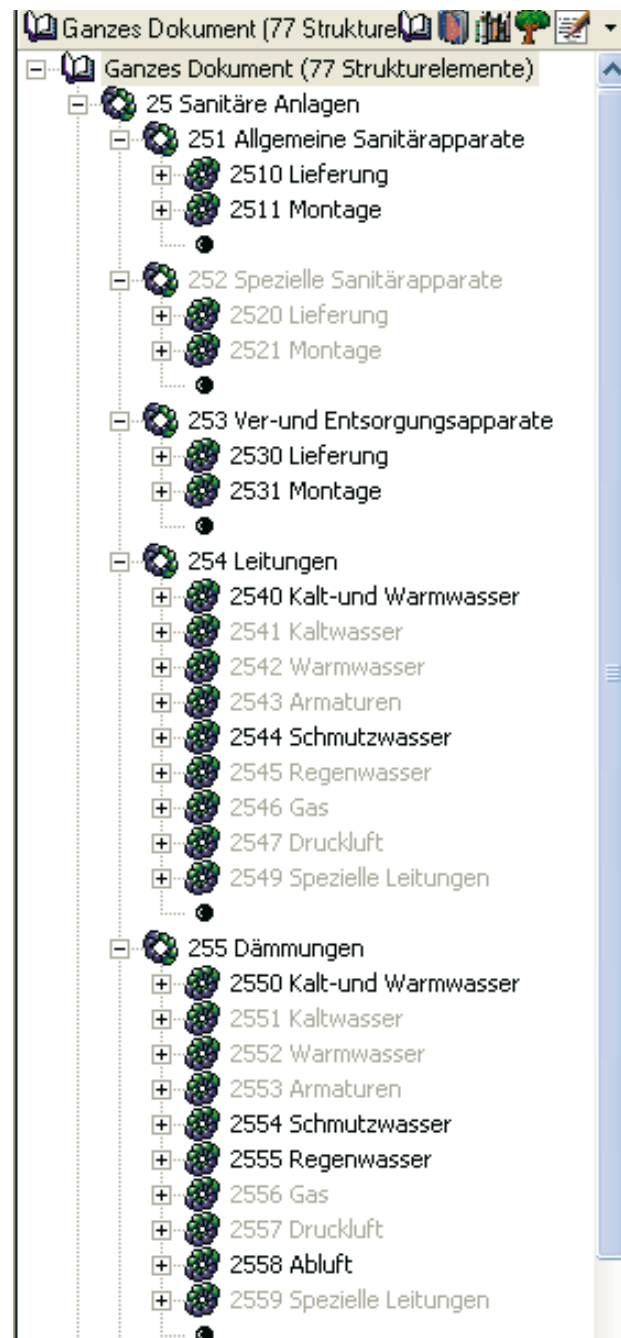 Ganzes Dokument (77 Strukture
Ganzes Dokument (77 Strukturelemente)
25 Sanitäre Anlagen
251 Allgemeine Sanitärapparate
2510 Lieferung
2511 Montage
252 Spezielle Sanitärapparate
2520 Lieferung
2521 Montage
253 Ver-und Entsorgungsapparate
2530 Lieferung
2531 Montage
254 Leitungen
2540 Kalt-und Warmwasser
2541 Kaltwasser
2542 Warmwasser
2543 Armaturen
2544 Schmutzwasser
2545 Regenwasser
2546 Gas
2547 Druckluft
2549 Spezielle Leitungen
255 Dämmungen
2550 Kalt-und Warmwasser
2551 Kaltwasser
2552 Warmwasser
2553 Armaturen
2554 Schmutzwasser
2555 Regenwasser
2556 Gas
2557 Druckluft
2558 Abluft
2559 Spezielle Leitungen